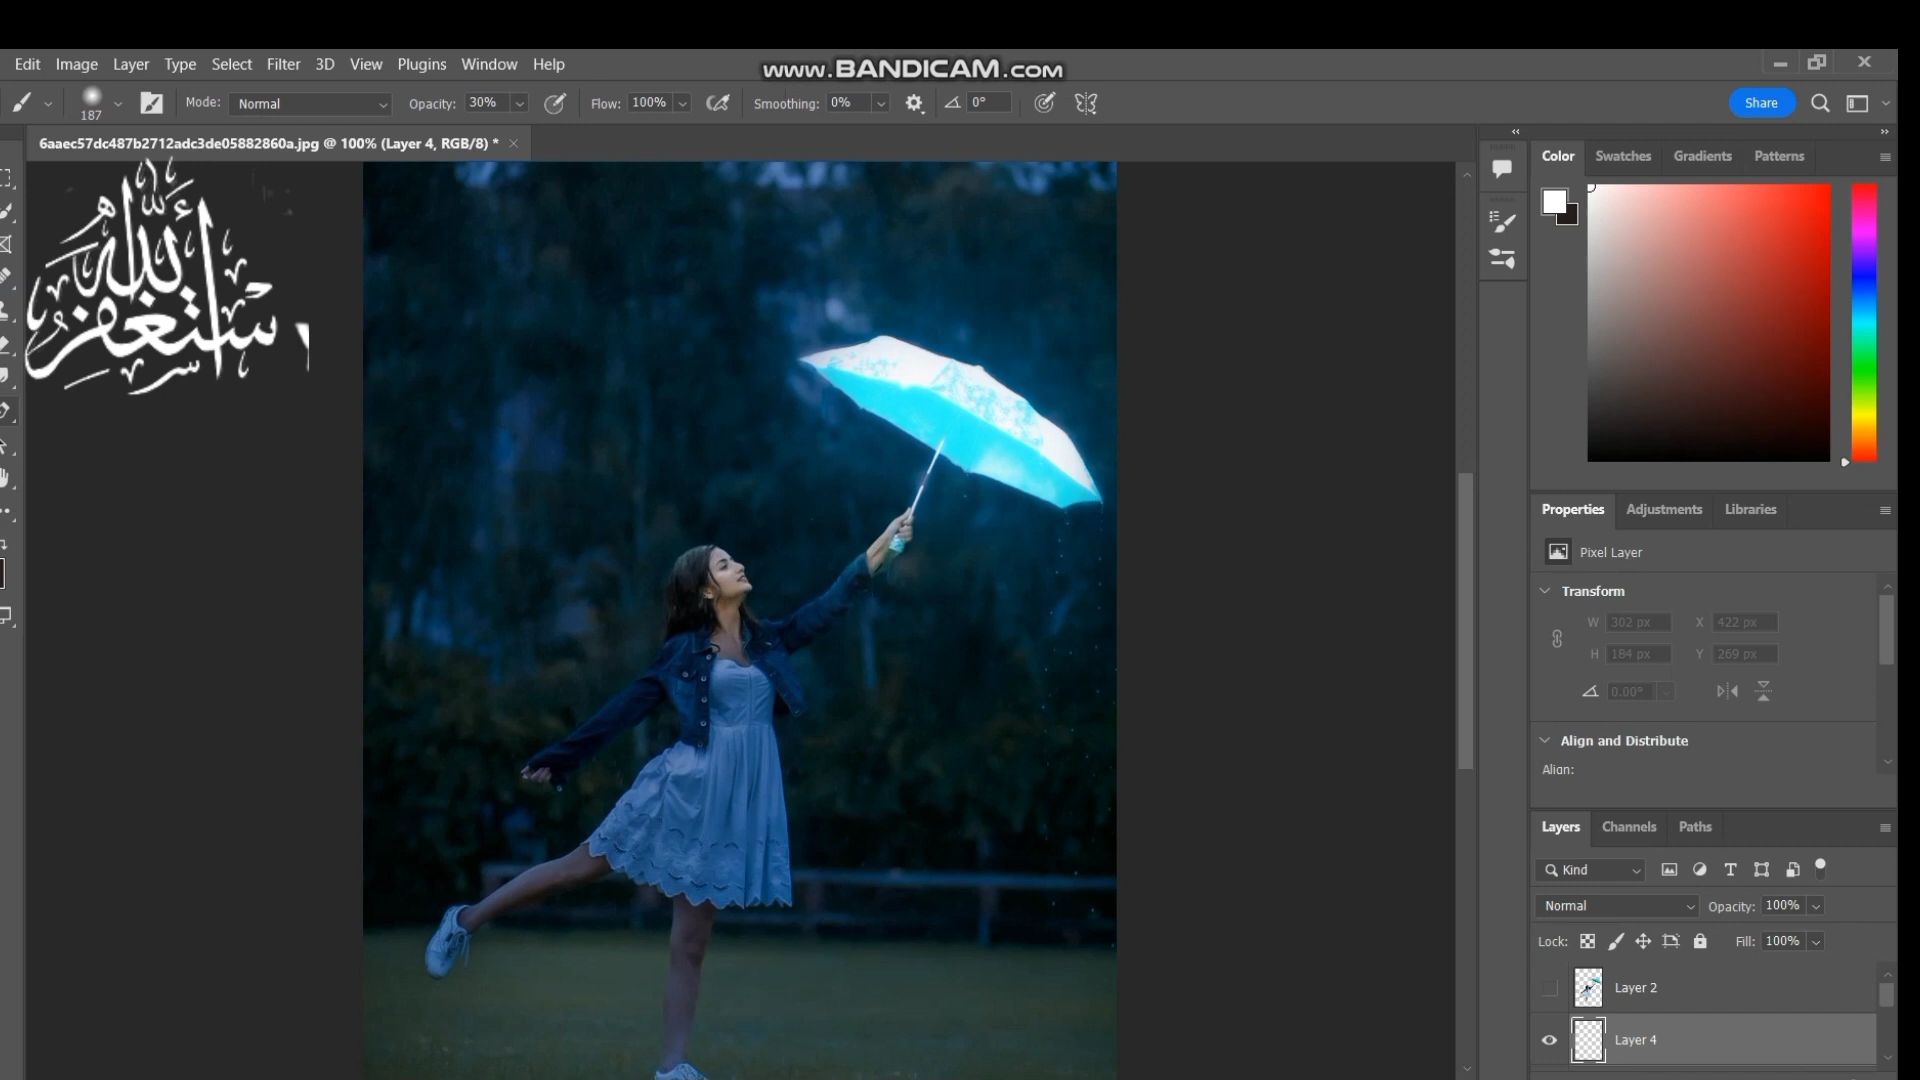 www.BANDICAM.com
Edit Image Layer Type Select Filter 3D View Plugins Window Help
187 Mode: Normal Opacity: 30% Flow: 100% Smoothing: 0% 0° Share
6aaec57dc487b2712adc3de05882860a.jpg @ 100% (Layer 4, RGB/8) *
أستغفر الله
Color Swatches Gradients Patterns
Properties Adjustments Libraries
Pixel Layer
Transform
W 302 px X 422 px
H 184 px Y 269 px
0.00°
Align and Distribute
Align:
Layers Channels Paths
Kind
Normal Opacity: 100%
Lock: Fill: 100%
Layer 2
Layer 4